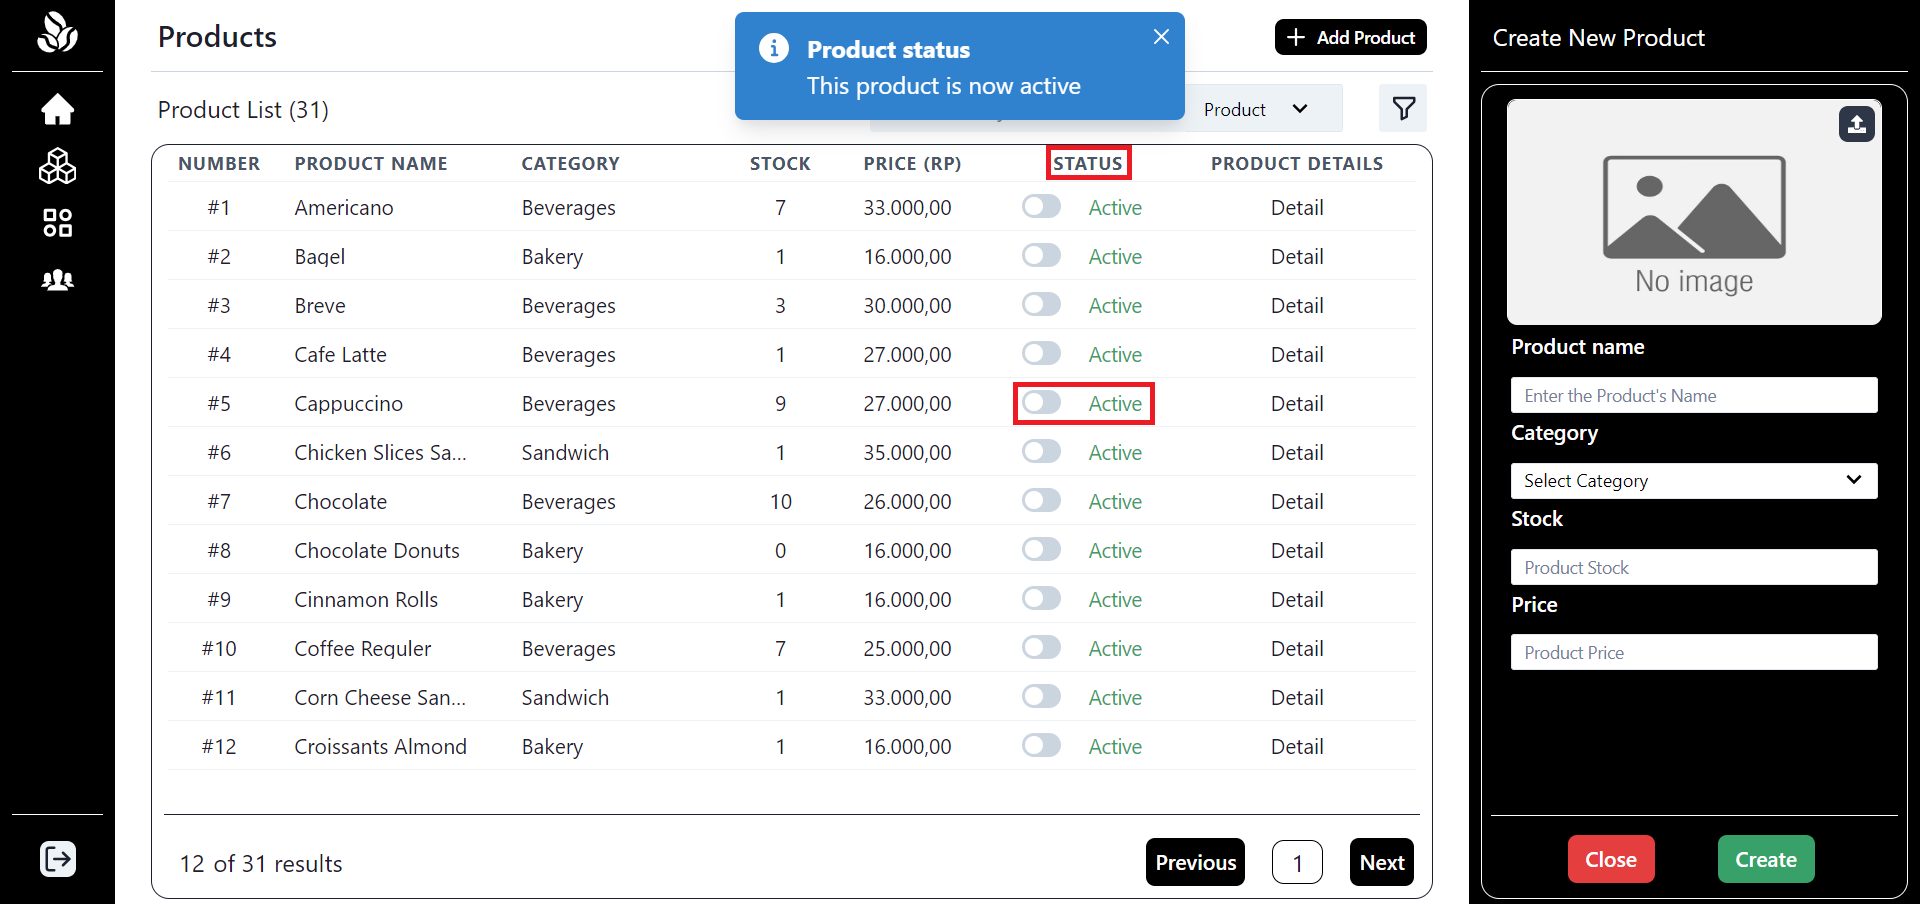 Products
Product status
This product is now active
Add Product
Create New Product
Product List (31)
Product
NUMBER PRODUCT NAME CATEGORY STOCK PRICE (RP) STATUS PRODUCT DETAILS
#1 Americano Beverages 7 33.000,00 Active Detail
#2 Bagel Bakery 1 16.000,00 Active Detail
#3 Breve Beverages 3 30.000,00 Active Detail
#4 Cafe Latte Beverages 1 27.000,00 Active Detail
#5 Cappuccino Beverages 9 27.000,00 Active Detail
#6 Chicken Slices Sa... Sandwich 1 35.000,00 Active Detail
#7 Chocolate Beverages 10 26.000,00 Active Detail
#8 Chocolate Donuts Bakery 0 16.000,00 Active Detail
#9 Cinnamon Rolls Bakery 1 16.000,00 Active Detail
#10 Coffee Reguler Beverages 7 25.000,00 Active Detail
#11 Corn Cheese San... Sandwich 1 33.000,00 Active Detail
#12 Croissants Almond Bakery 1 16.000,00 Active Detail
12 of 31 results
Previous 1 Next
No image
Product name
Enter the Product's Name
Category
Select Category
Stock
Product Stock
Price
Product Price
Close Create